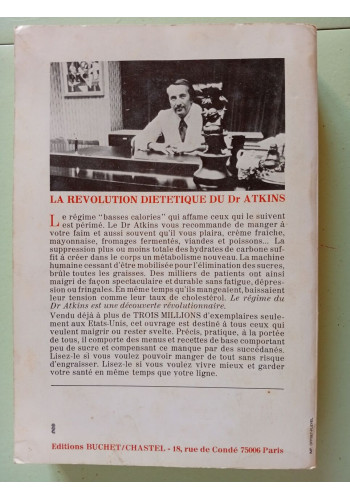 LA REVOLUTION DIETETIQUE DU Dr ATKINS
Le régime "basses calories" qui affame ceux qui le suivent
est périmé. Le Dr Atkins vous recommande de manger à
votre faim et aussi souvent qu'il vous plaira, crème fraîche,
mayonnaise, fromages fermentés, viandes et poissons... La
suppression plus ou moins totale des hydrates de carbone suf-
fit à créer dans le corps un métabolisme nouveau. La machine
humaine cessant d'être mobilisée pour l'élimination des sucres,
brûle toutes les graisses. Des milliers de patients ont ainsi
maigri de façon spectaculaire et durable sans fatigue, dépres-
sion ou fringales. En même temps qu'ils mangeaient, baissaient
leur tension comme leur taux de cholestérol. Le régime du
Dr Atkins est une découverte révolutionnaire.
Vendu déjà à plus de TROIS MILLIONS d'exemplaires seule-
ment aux Etats-Unis, cet ouvrage est destiné à tous ceux qui
veulent maigrir ou rester svelte. Précis, pratique, à la portée
de tous, il comporte des menus et recettes de base comportant
peu de sucre et compensant ce manque par des succédanés.
Lisez-le si vous voulez pouvoir manger de tout sans risque
d'engraisser. Lisez-le si vous voulez vivre mieux et garder
votre santé en même temps que votre ligne.
Editions BUCHET/CHASTEL - 18, rue de Condé 75006 Paris